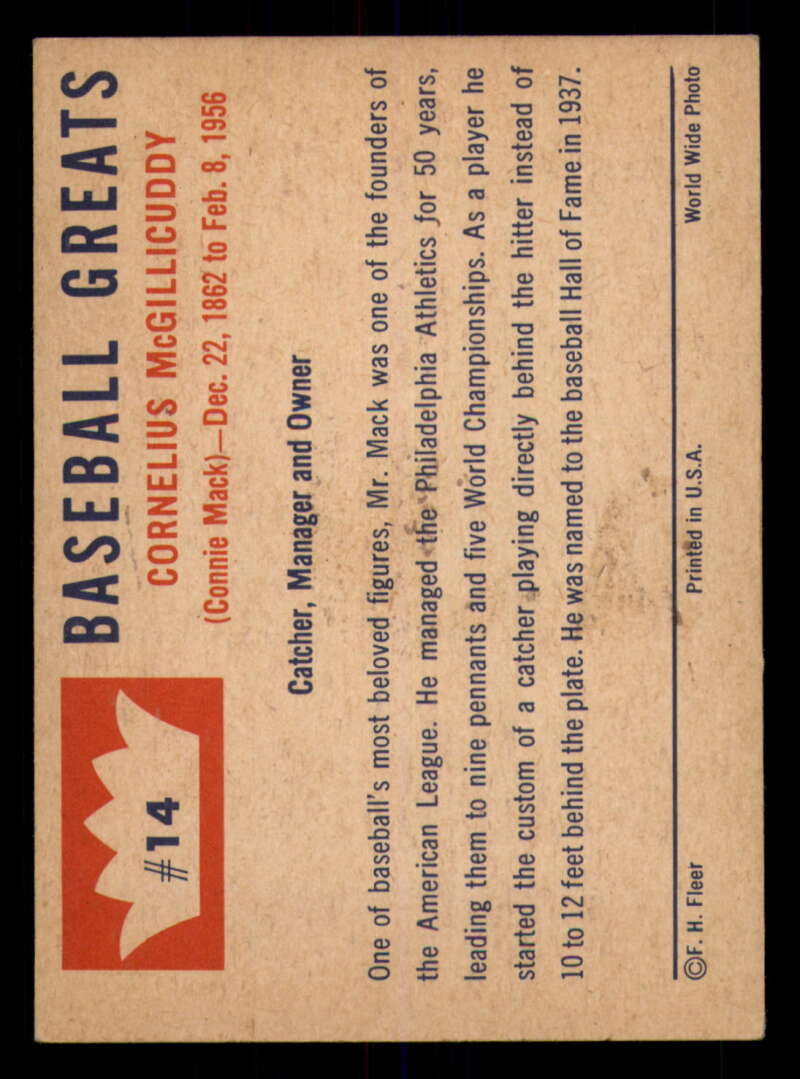 #14
BASEBALL GREATS
CORNELIUS McGILLICUDDY
(Connie Mack)—Dec. 22, 1862 to Feb. 8, 1956
Catcher, Manager and Owner
One of baseball's most beloved figures, Mr. Mack was one of the founders of
the American League. He managed the Philadelphia Athletics for 50 years,
leading them to nine pennants and five World Championships. As a player he
started the custom of a catcher playing directly behind the hitter instead of
10 to 12 feet behind the plate. He was named to the baseball Hall of Fame in 1937.
©F. H. Fleer Printed in U.S.A. World Wide Photo